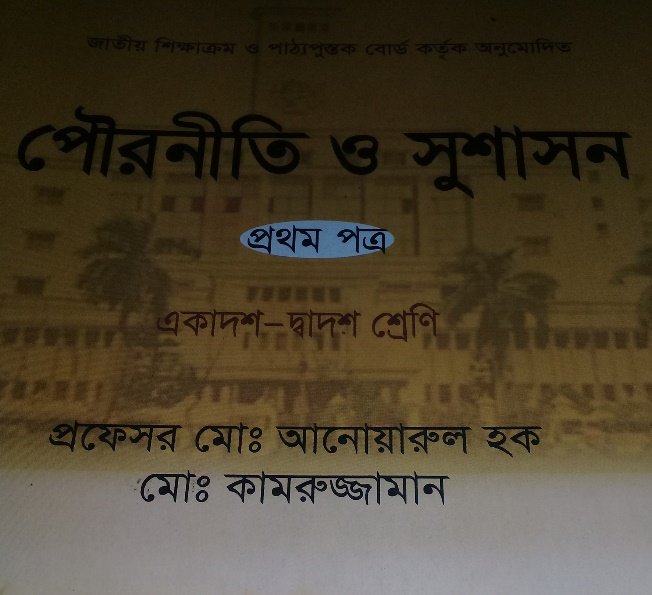 জাতীয় শিক্ষাক্রম ও পাঠ্যপুস্তক বোর্ড কর্তৃক অনুমোদিত
পৌরনীতি ও সুশাসন
প্রথম পত্র
একাদশ–দ্বাদশ শ্রেণি
প্রফেসর মোঃ আনোয়ারুল হক
মোঃ কামরুজ্জামান